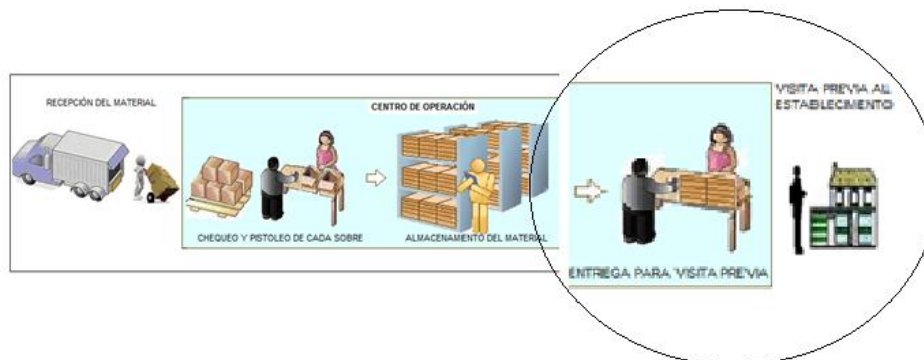 RECEPCIÓN DEL MATERIAL
CENTRO DE OPERACIÓN
CHEQUEO Y PISTOLEO DE CADA SOBRE
ALMACENAMIENTO DEL MATERIAL
ENTREGA PARA VISITA PREVIA
VISITA PREVIA AL
ESTABLECIMIENTO